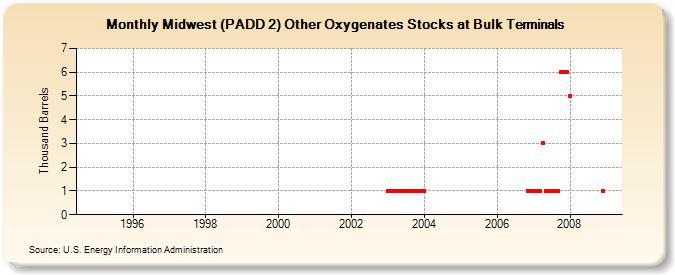 Monthly Midwest (PADD 2) Other Oxygenates Stocks at Bulk Terminals
Thousand Barrels
7
6
5
4
3
2
1
0
1996 1998 2000 2002 2004 2006 2008
Source: U.S. Energy Information Administration